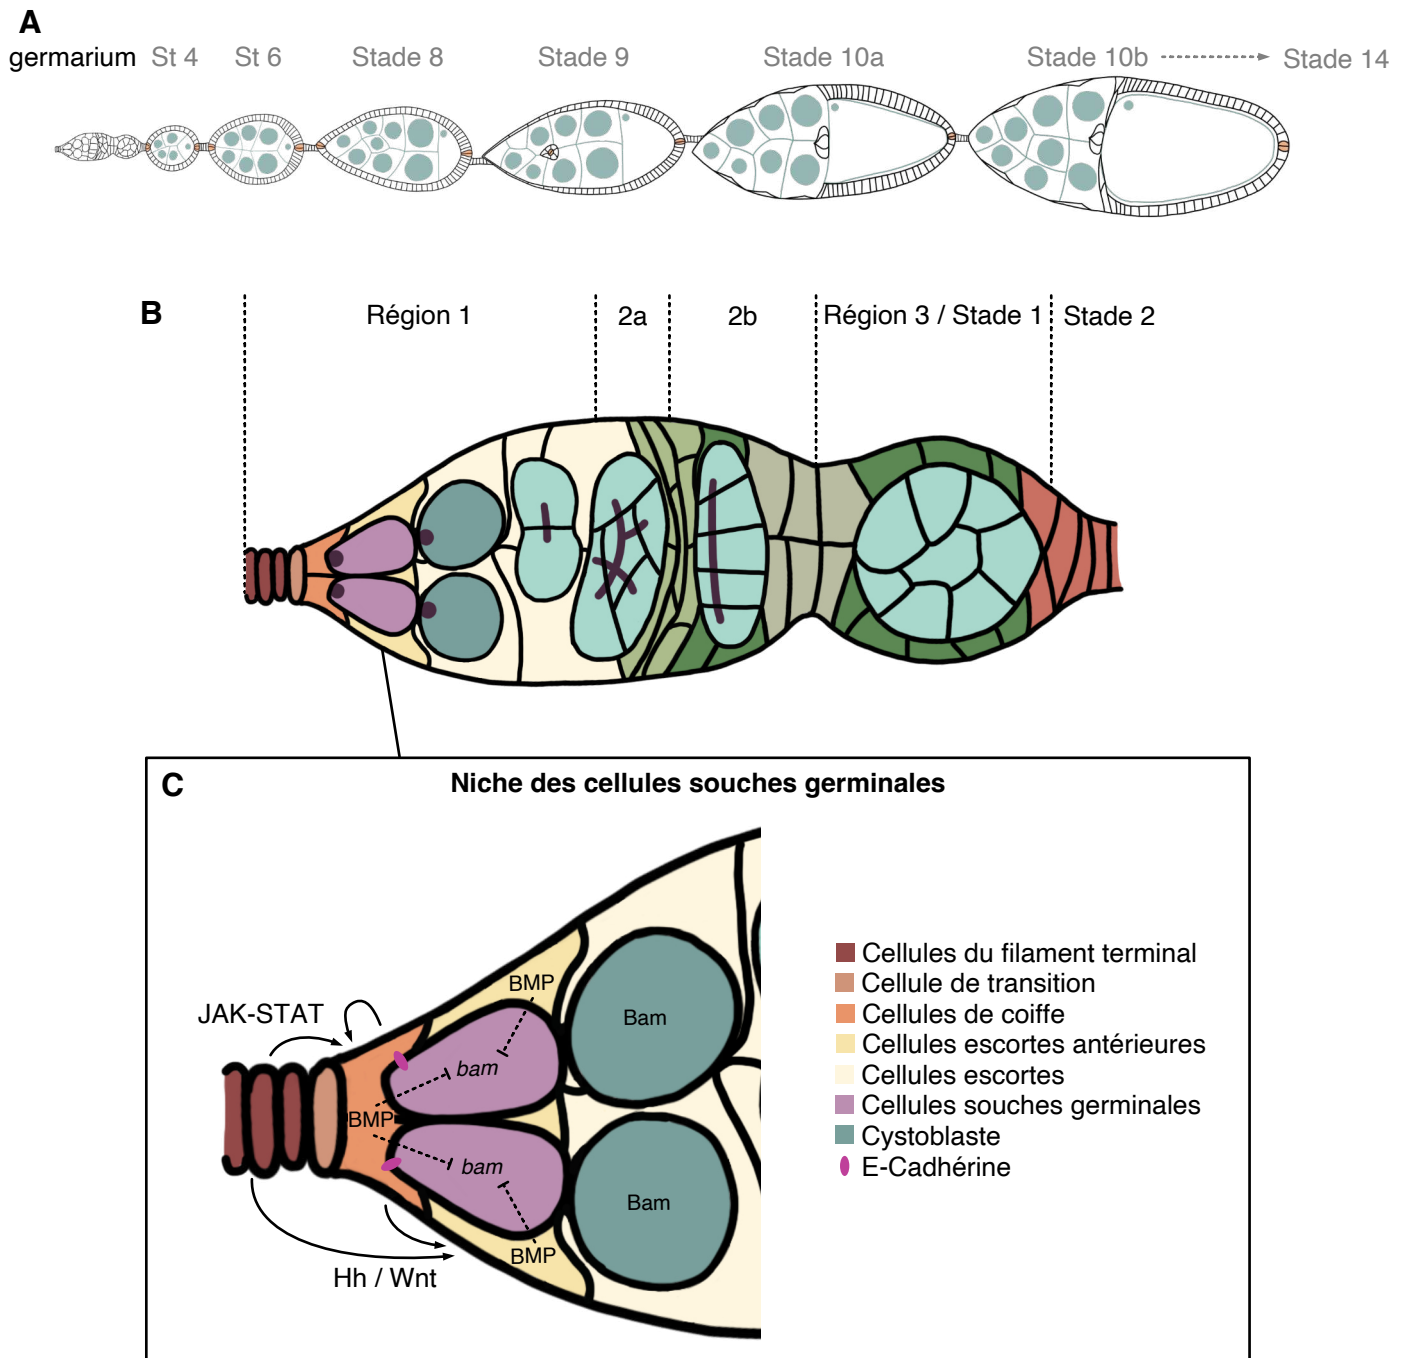 A
germarium St 4 St 6 Stade 8 Stade 9 Stade 10a Stade 10b Stade 14
B
Région 1 2a 2b Région 3 / Stade 1 Stade 2
C
Niche des cellules souches germinales
BMP
JAK-STAT
Bam
bam
BMP
bam
Bam
BMP
Hh / Wnt
Cellules du filament terminal
Cellule de transition
Cellules de coiffe
Cellules escortes antérieures
Cellules escortes
Cellules souches germinales
Cystoblaste
E-Cadhérine